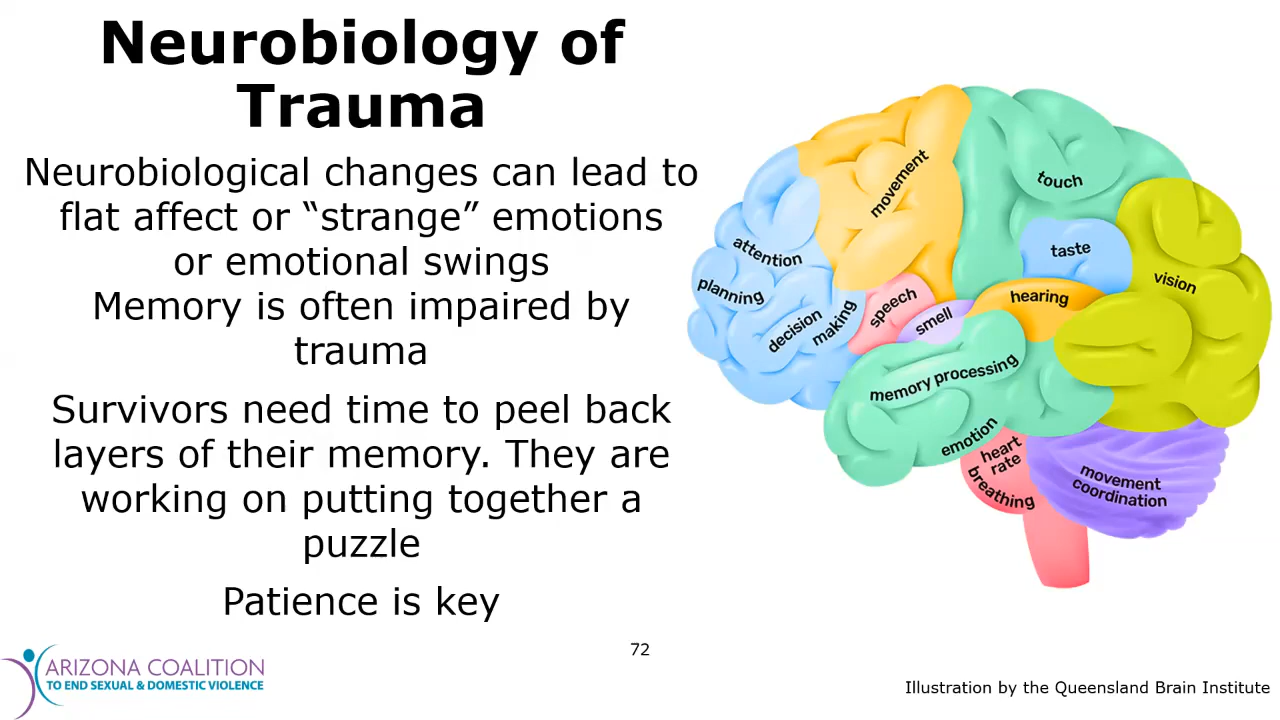 Neurobiology of
Trauma
Neurobiological changes can lead to
flat affect or “strange” emotions
or emotional swings
Memory is often impaired by
trauma
Survivors need time to peel back
layers of their memory. They are
working on putting together a
puzzle
Patience is key
movement
touch
attention
taste
planning
vision
decision
making
speech
smell
hearing
memory processing
emotion
heart
rate
breathing
movement
coordination
72
ARIZONA COALITION
TO END SEXUAL & DOMESTIC VIOLENCE
Illustration by the Queensland Brain Institute